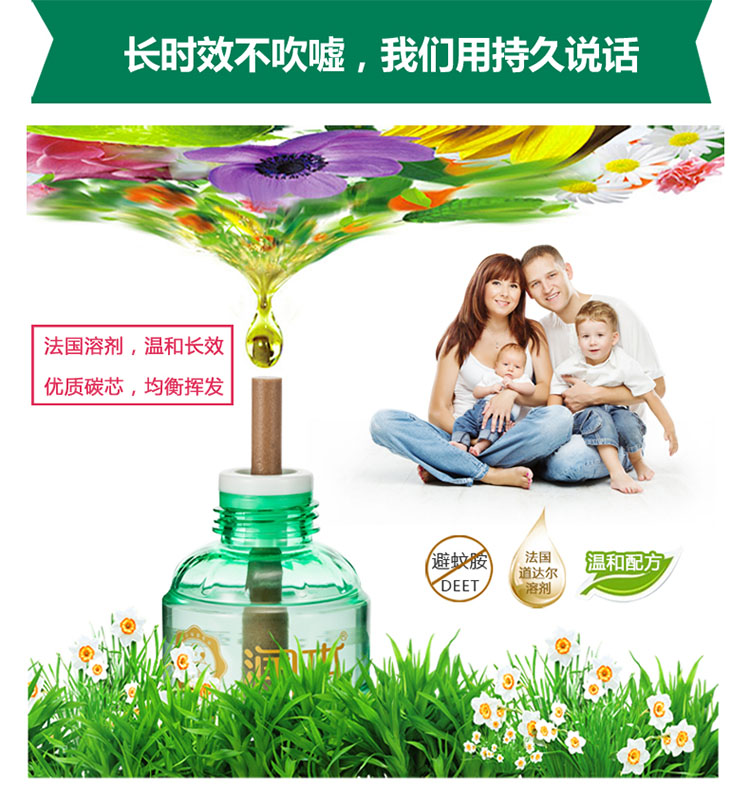 长时效不吹嘘，我们用持久说话
法国溶剂，温和长效
优质碳芯，均衡挥发
避蚊胺
DEET
法国
道达尔
溶剂
温和配方